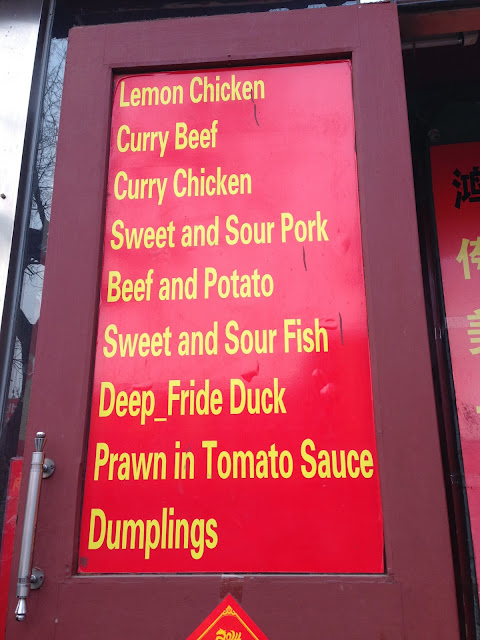 Lemon Chicken
Curry Beef
Curry Chicken
Sweet and Sour Pork
Beef and Potato
Sweet and Sour Fish
Deep_Fride Duck
Prawn in Tomato Sauce
Dumplings
鸿